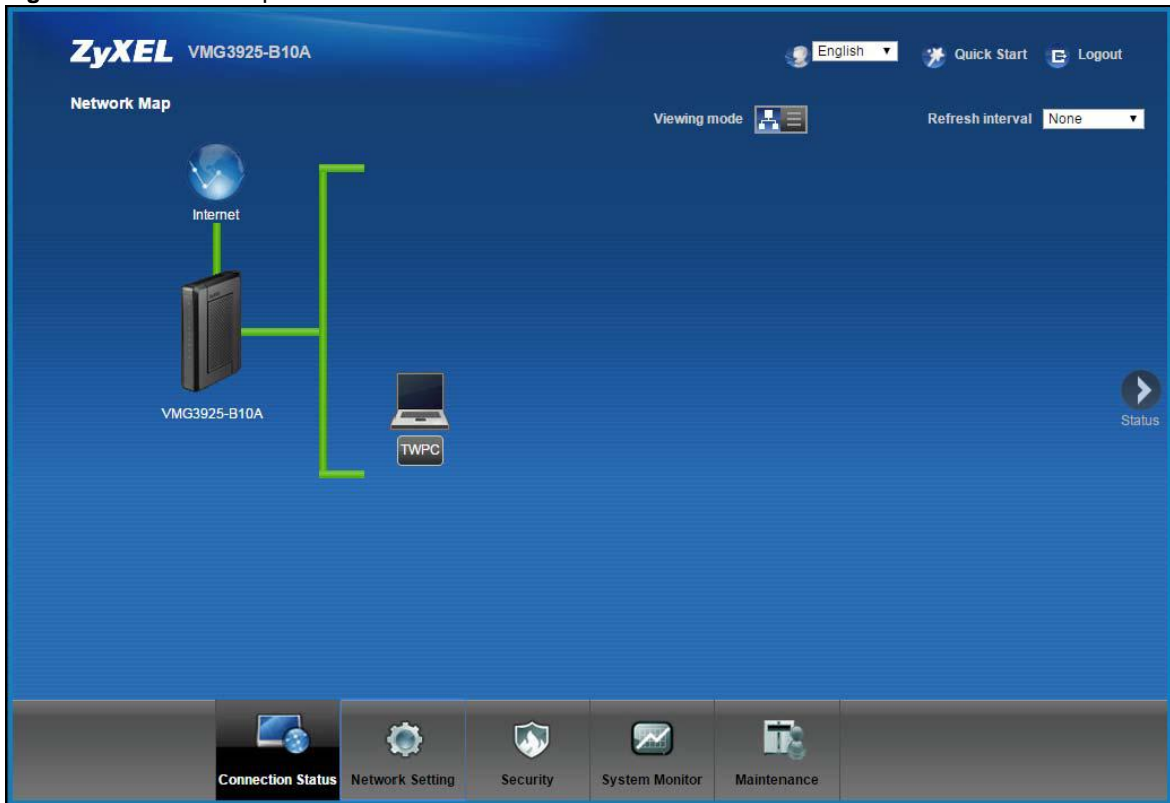 ZyXEL VMG3925-B10A
English
Quick Start
Logout
Network Map
Viewing mode
Refresh interval
None
Internet
VMG3925-B10A
TWPC
Status
Connection Status
Network Setting
Security
System Monitor
Maintenance